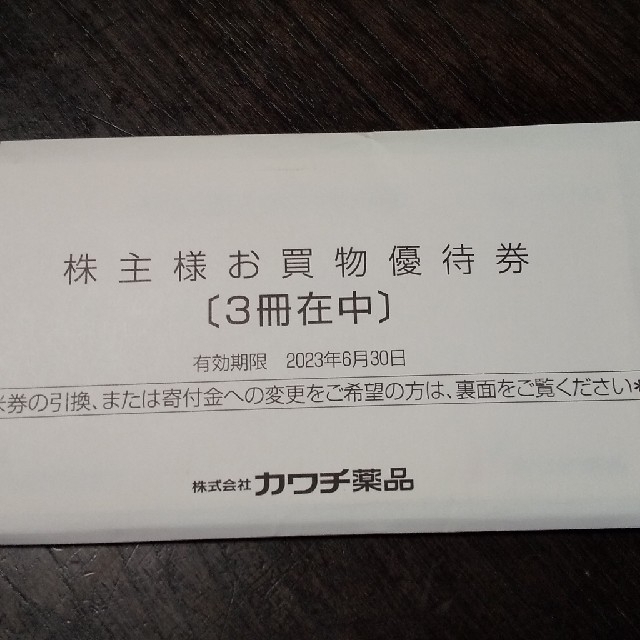 株主様お買物優待券
〔3冊在中〕
有効期限 2023年6月30日
米券の引換、または寄付金への変更をご希望の方は、裏面をご覧ください*
株式会社 カワチ薬品